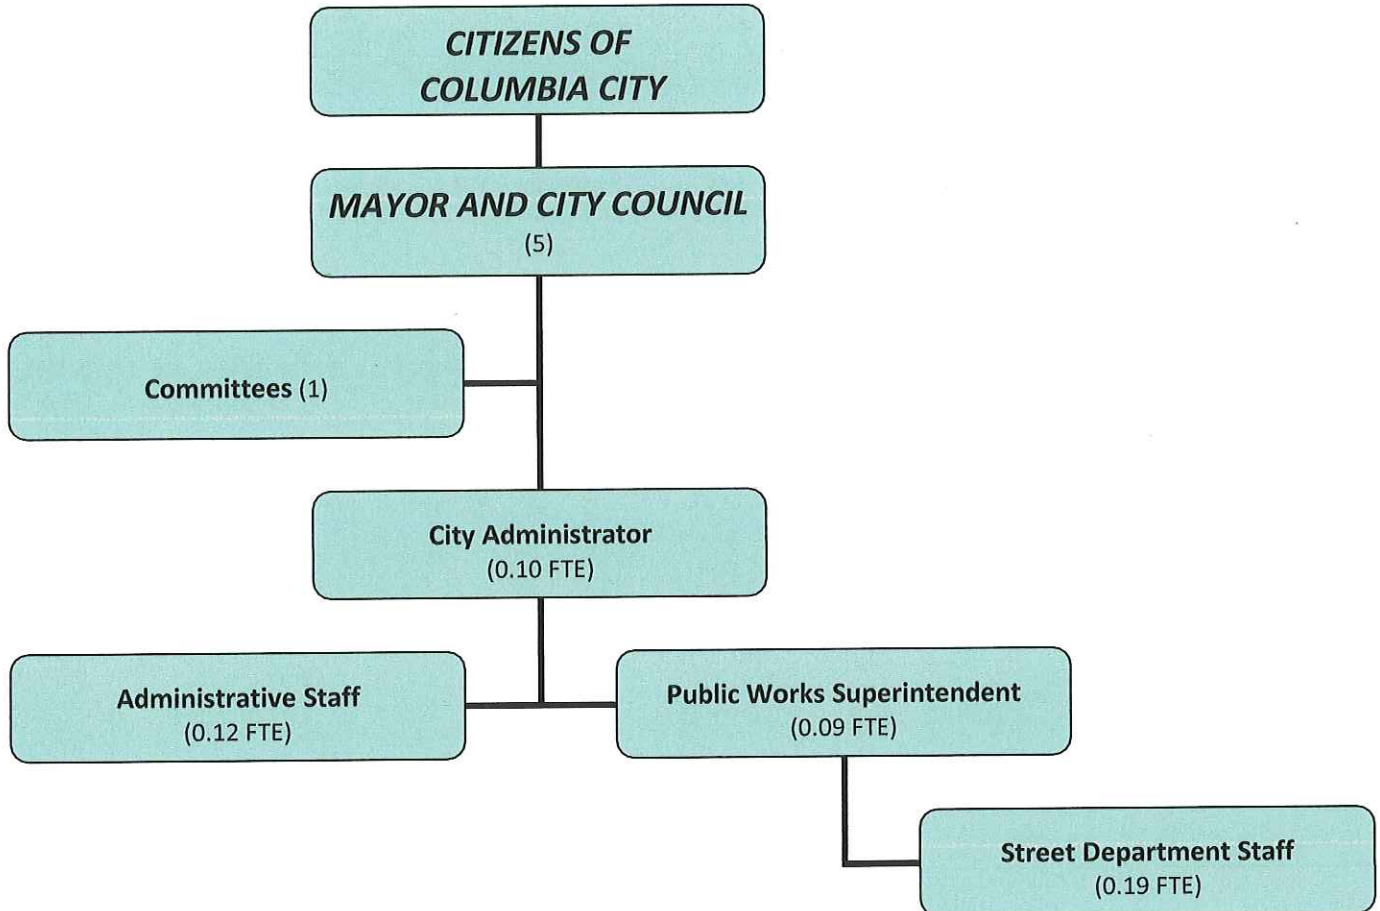 CITIZENS OF
COLUMBIA CITY
MAYOR AND CITY COUNCIL
(5)
Committees (1)
City Administrator
(0.10 FTE)
Administrative Staff
(0.12 FTE)
Public Works Superintendent
(0.09 FTE)
Street Department Staff
(0.19 FTE)